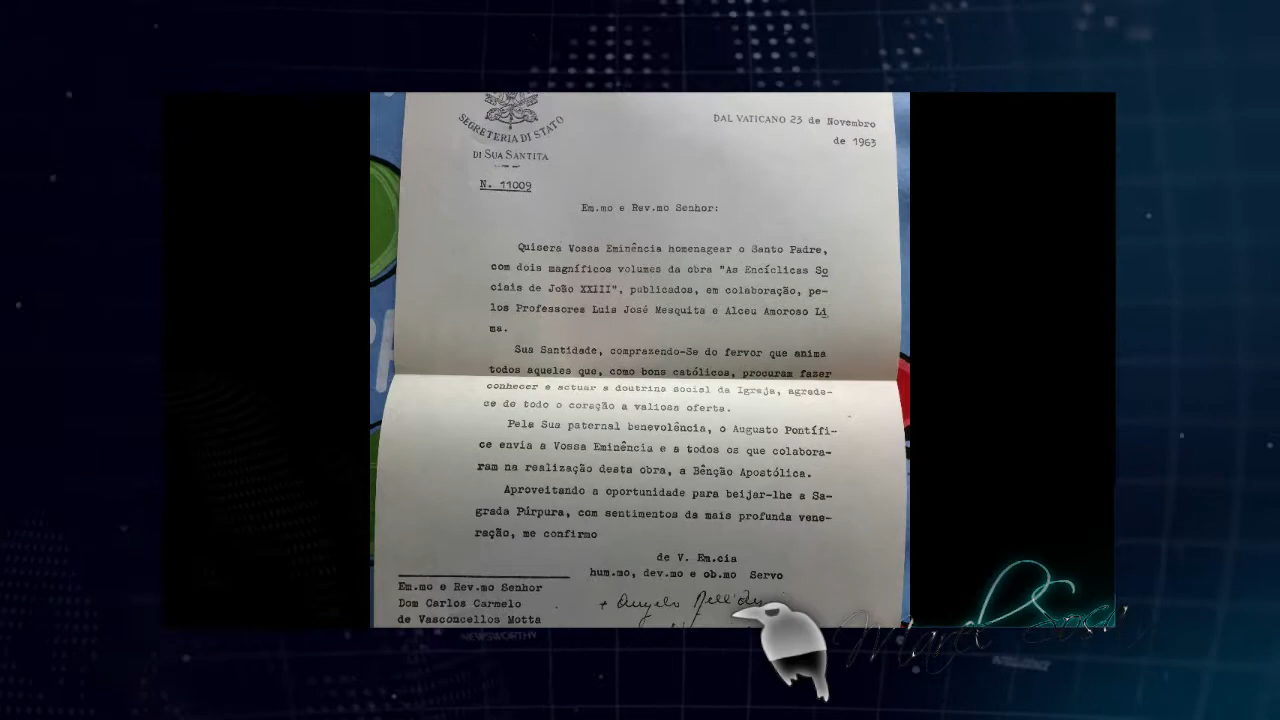 SEGRETERIA DI STATO
DI SUA SANTITA
N. 11009
DAL VATICANO 23 de Novembro
de 1963
Em.mo e Rev.mo Senhor:
Quisera Vossa Eminência homenagear o Santo Padre,
com dois magníficos volumes da obra "As Encíclicas So
ciais de João XXIII", publicados, em colaboração, pe-
los Professores Luis José Mesquita e Alceu Amoroso Li
ma.
Sua Santidade, comprazendo-Se do fervor que anima
todos aqueles que, como bons católicos, procuram fazer
conhecer e actuar a doutrina social da Igreja, agrade-
ce de todo o coração a valiosa oferta.
Pela Sua paternal benevolência, o Augusto Pontífi-
ce envia a Vossa Eminência e a todos os que colabora-
ram na realização desta obra, a Bênção Apostólica.
Aproveitando a oportunidade para beijar-lhe a Sa-
grada Púrpura, com sentimentos da mais profunda vene-
ração, me confirmo
de V. Em.cia
hum.mo, dev.mo e ob.mo Servo
+ Angelo
Em.mo e Rev.mo Senhor
Dom Carlos Carmelo
de Vasconcellos Motta
NEWSWORTHY